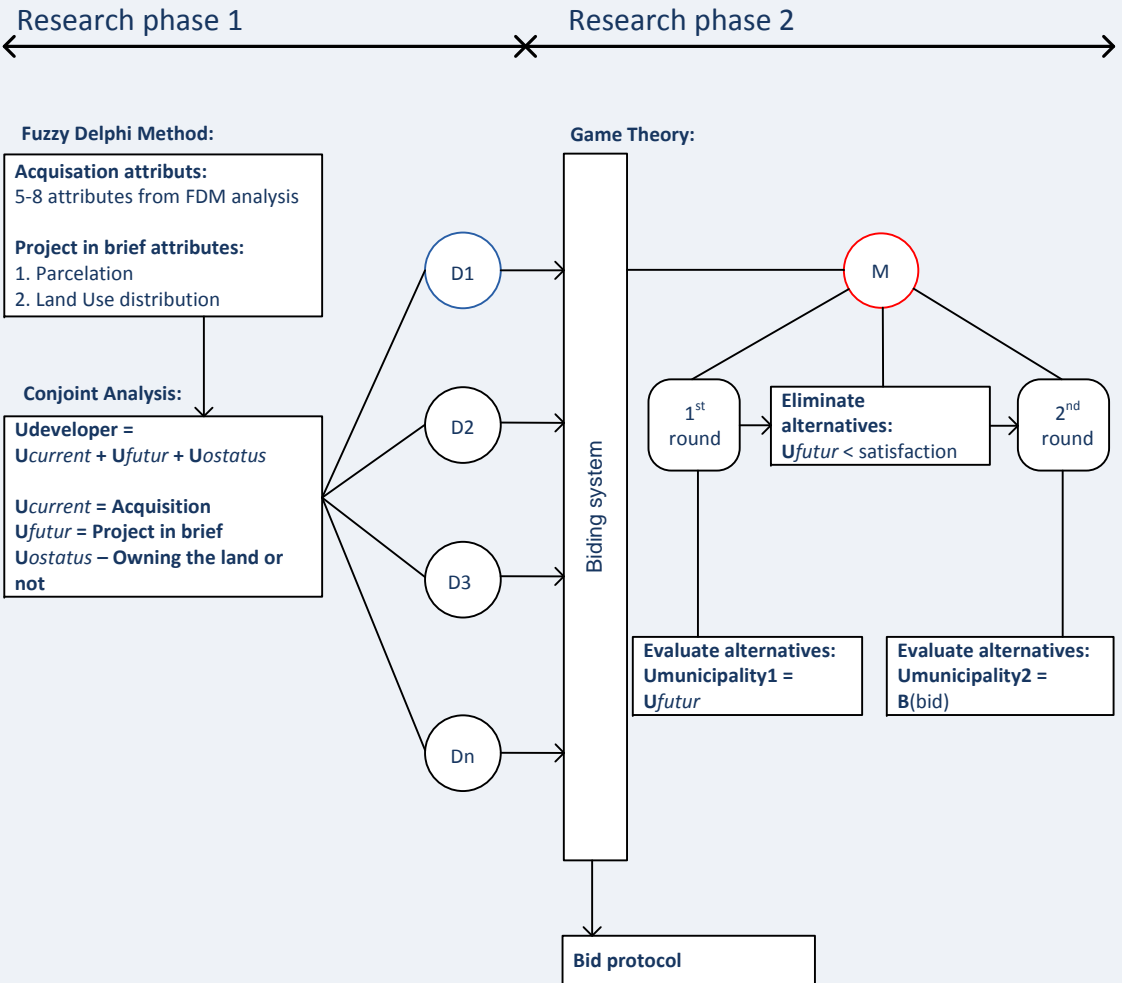 Research phase 1
Research phase 2
Fuzzy Delphi Method:
Acquisation attributs:
5-8 attributes from FDM analysis
Project in brief attributes:
1. Parcelation
2. Land Use distribution
Conjoint Analysis:
Udeveloper =
Ucurrent + Ufutur + Uostatus
Ucurrent = Acquisition
Ufutur = Project in brief
Uostatus – Owning the land or
not
D1
D2
D3
Dn
Game Theory:
Biding system
M
1st
round
Eliminate
alternatives:
Ufutur < satisfaction
2nd
round
Evaluate alternatives:
Umunicipality1 =
Ufutur
Evaluate alternatives:
Umunicipality2 =
B(bid)
Bid protocol